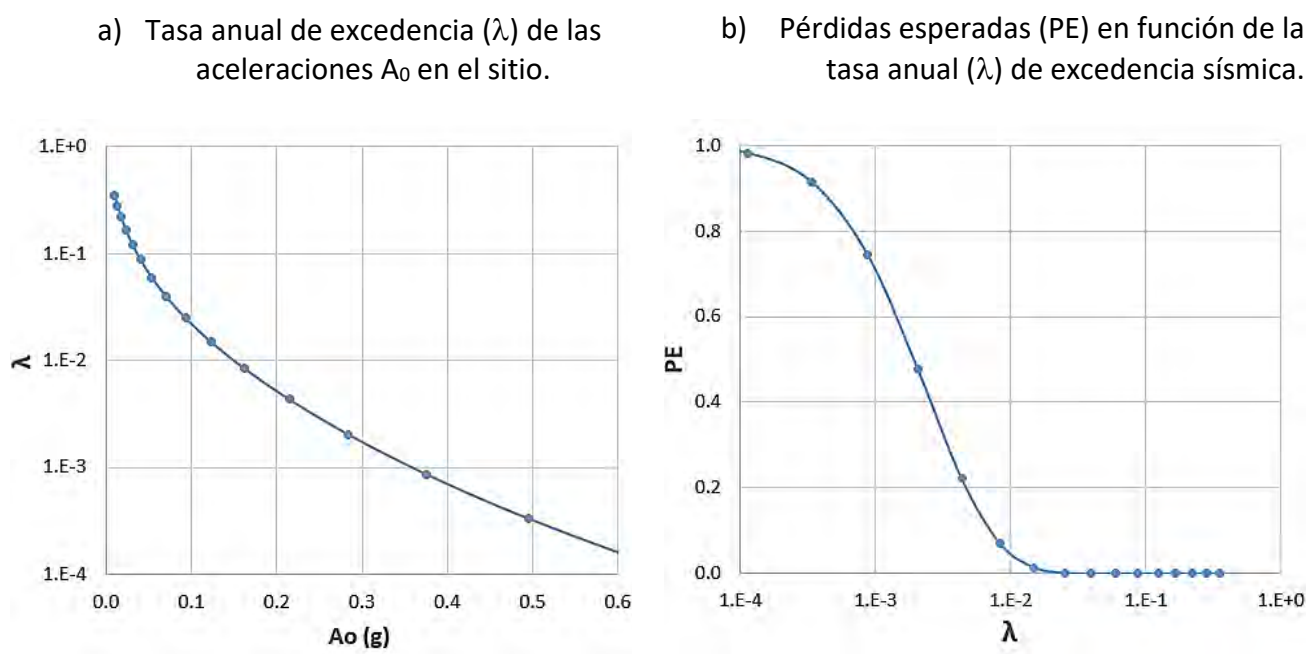 a) Tasa anual de excedencia (λ) de las
aceleraciones A0 en el sitio.
b) Pérdidas esperadas (PE) en función de la
tasa anual (λ) de excedencia sísmica.
1.E+0
1.E-1
1.E-2
1.E-3
1.E-4
λ
0.0 0.1 0.2 0.3 0.4 0.5 0.6
Ao (g)
1.0
0.8
0.6
0.4
0.2
0.0
PE
1.E-4 1.E-3 1.E-2 1.E-1 1.E+0
λ